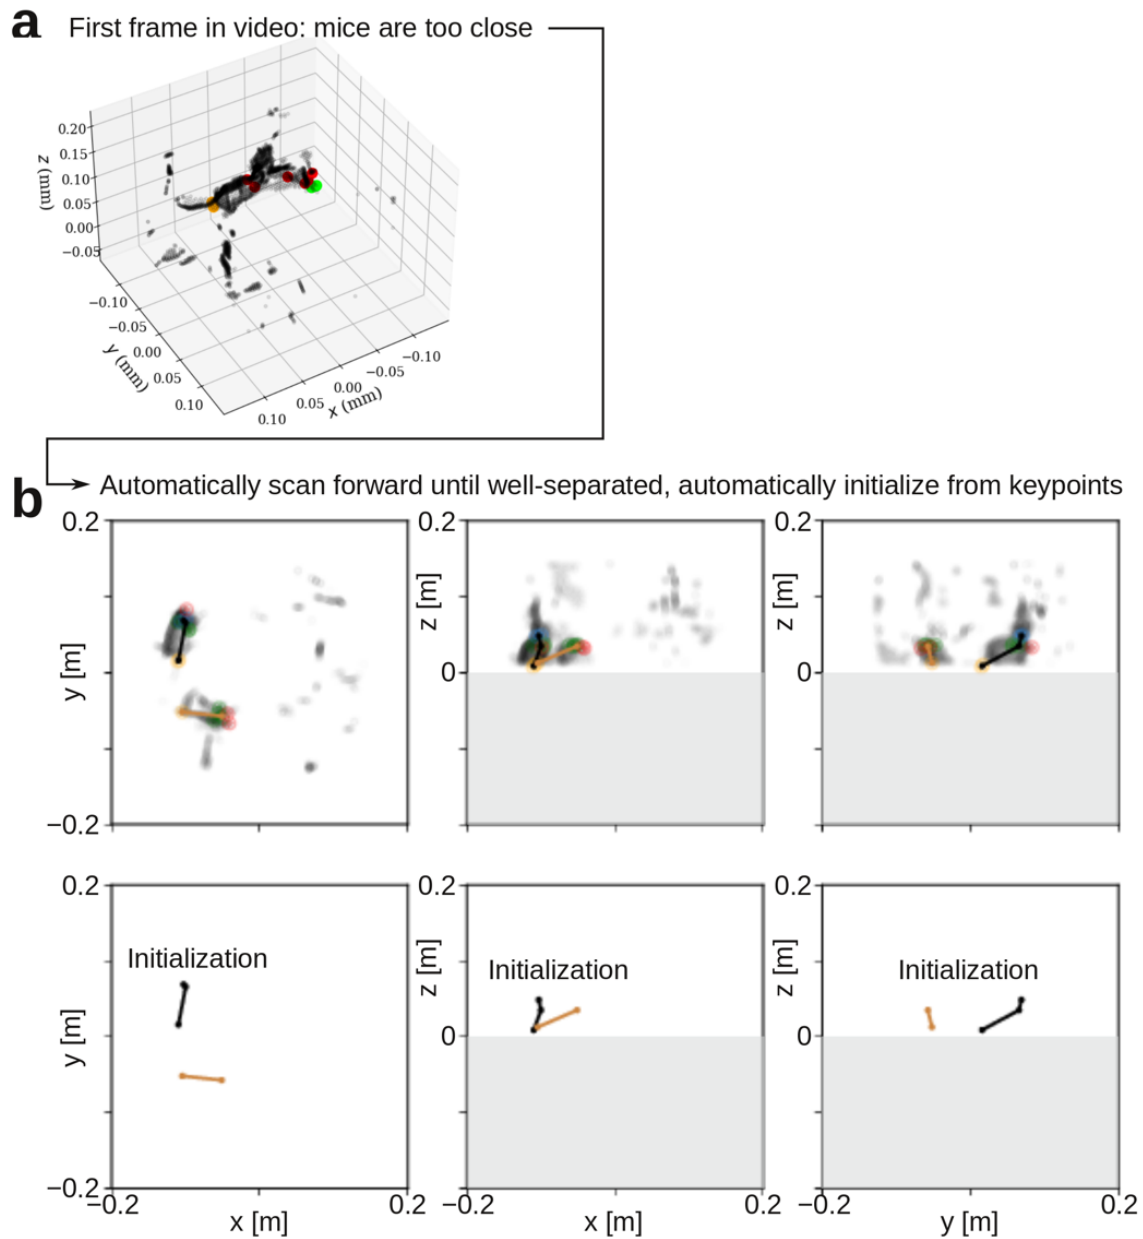 a First frame in video: mice are too close
0.20
0.15
0.10
0.05
0.00
−0.05
z (mm)
−0.10
−0.05
0.00
0.05
0.10
y (mm)
−0.10
−0.05
0.00
0.05
0.10
x (mm)
b Automatically scan forward until well-separated, automatically initialize from keypoints
0.2
y [m]
−0.2
0.2
z [m]
0
0.2
z [m]
0
0.2
y [m]
Initialization
−0.2
−0.2
x [m]
0.2
0.2
z [m]
Initialization
0
−0.2
x [m]
0.2
0.2
z [m]
Initialization
0
−0.2
y [m]
0.2